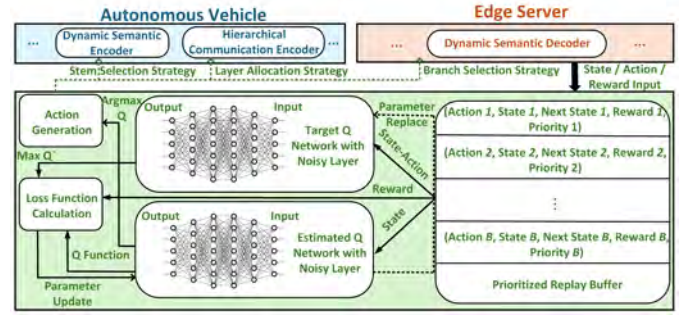 Autonomous Vehicle
Edge Server
...
Dynamic Semantic
Encoder
Hierarchical
Communication Encoder
...
...
Dynamic Semantic Decoder
...
Stem Selection Strategy
Layer Allocation Strategy
Branch Selection Strategy
State / Action /
Reward Input
Action
Generation
Argmax
Q
Max Q`
Loss Function
Calculation
Q Function
Parameter
Update
Output
Input
Target Q
Network with
Noisy Layer
Output
Input
Estimated Q
Network with
Noisy Layer
Parameter
Replace
State-Action
Reward
State
(Action 1, State 1, Next State 1, Reward 1,
Priority 1)
(Action 2, State 2, Next State 2, Reward 2,
Priority 2)
⋮
(Action B, State B, Next State B, Reward B,
Priority B)
Prioritized Replay Buffer